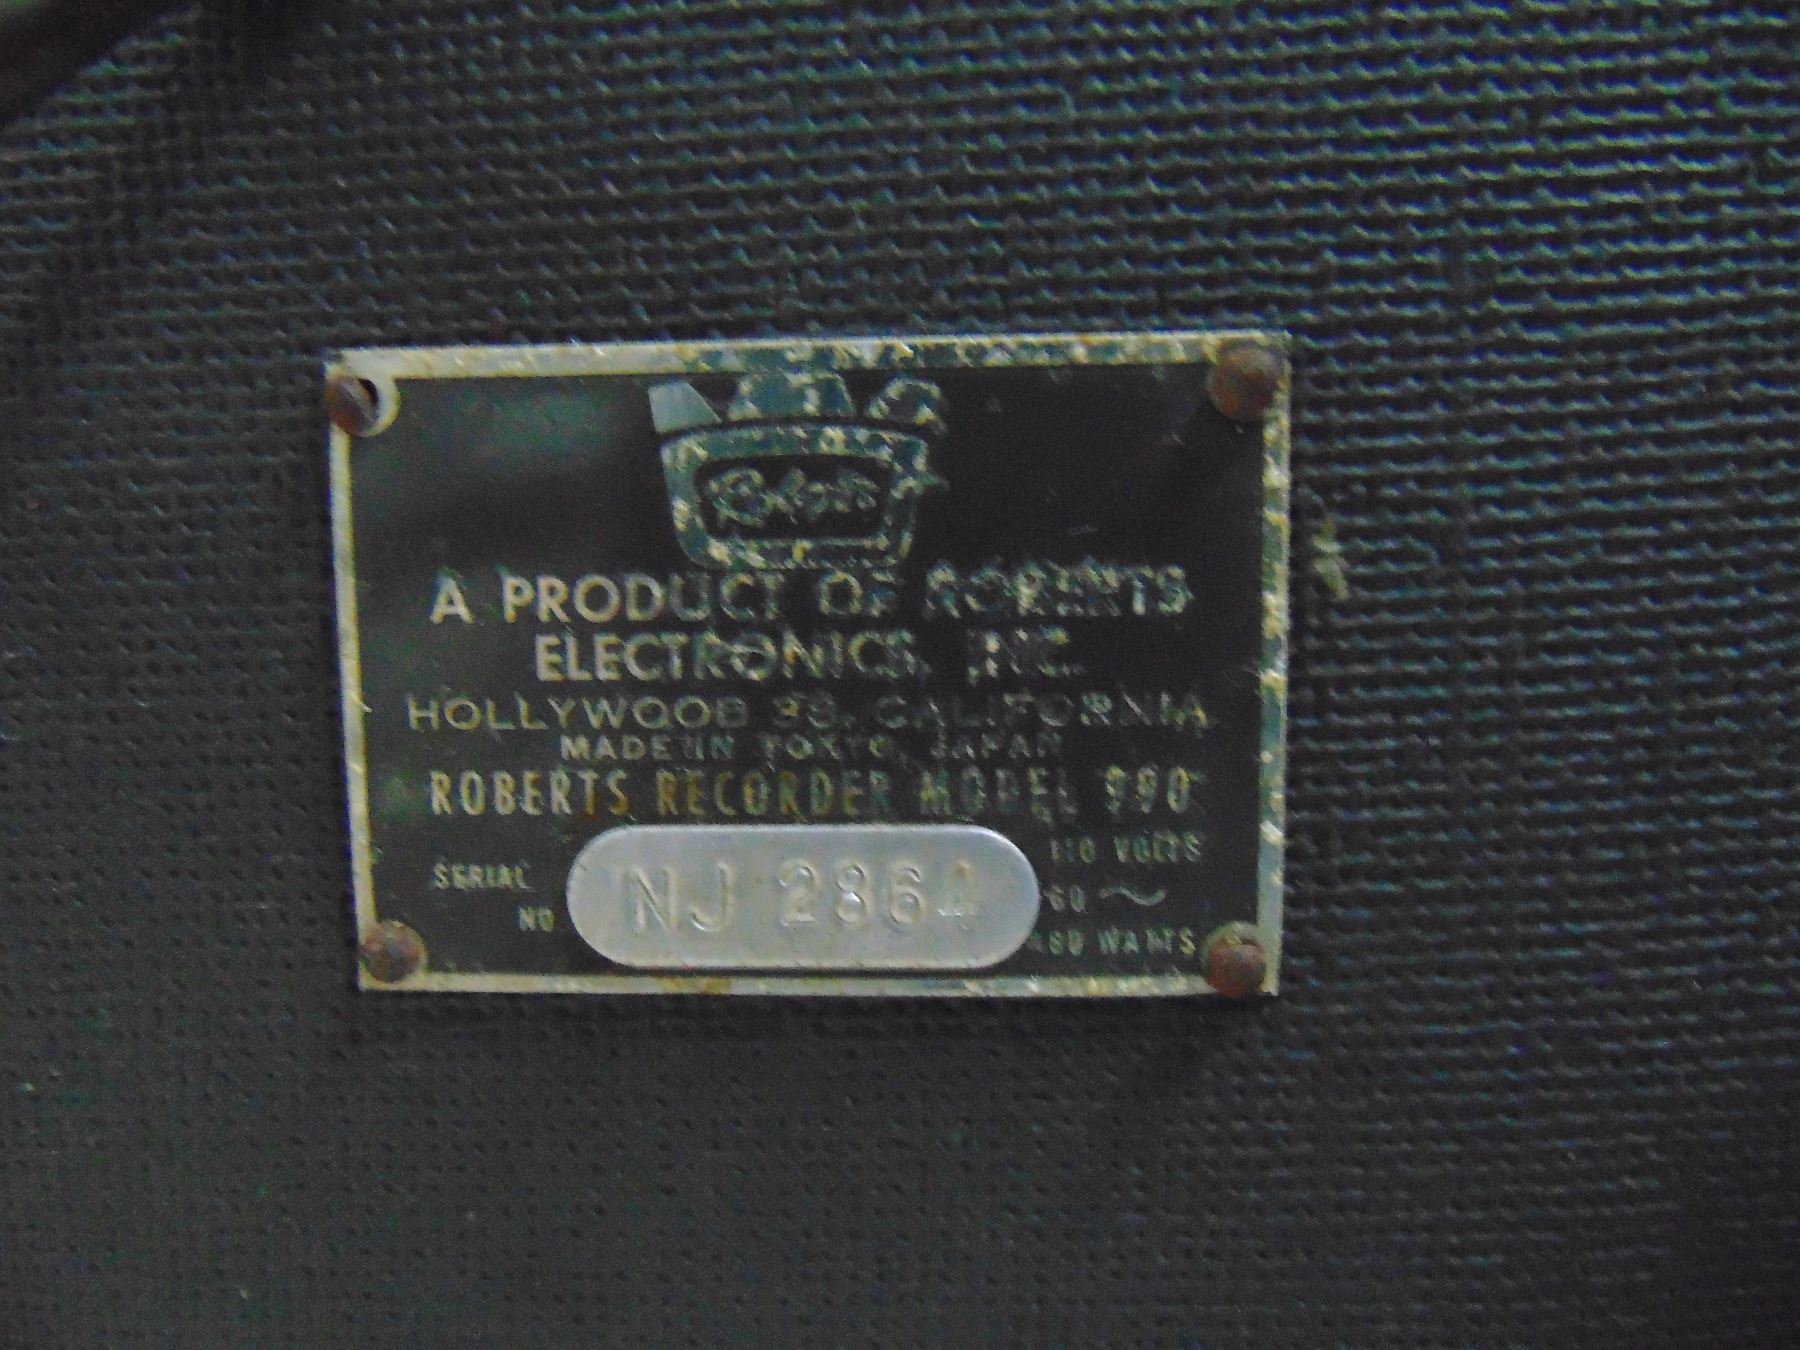 Roberts
A PRODUCT OF ROBERTS
ELECTRONICS, INC.
HOLLYWOOD 38, CALIFORNIA
MADE IN TOKYO, JAPAN
ROBERTS RECORDER MODEL 990
110 VOLTS
SERIAL
NO
NJ 2864
60 ~
WATTS